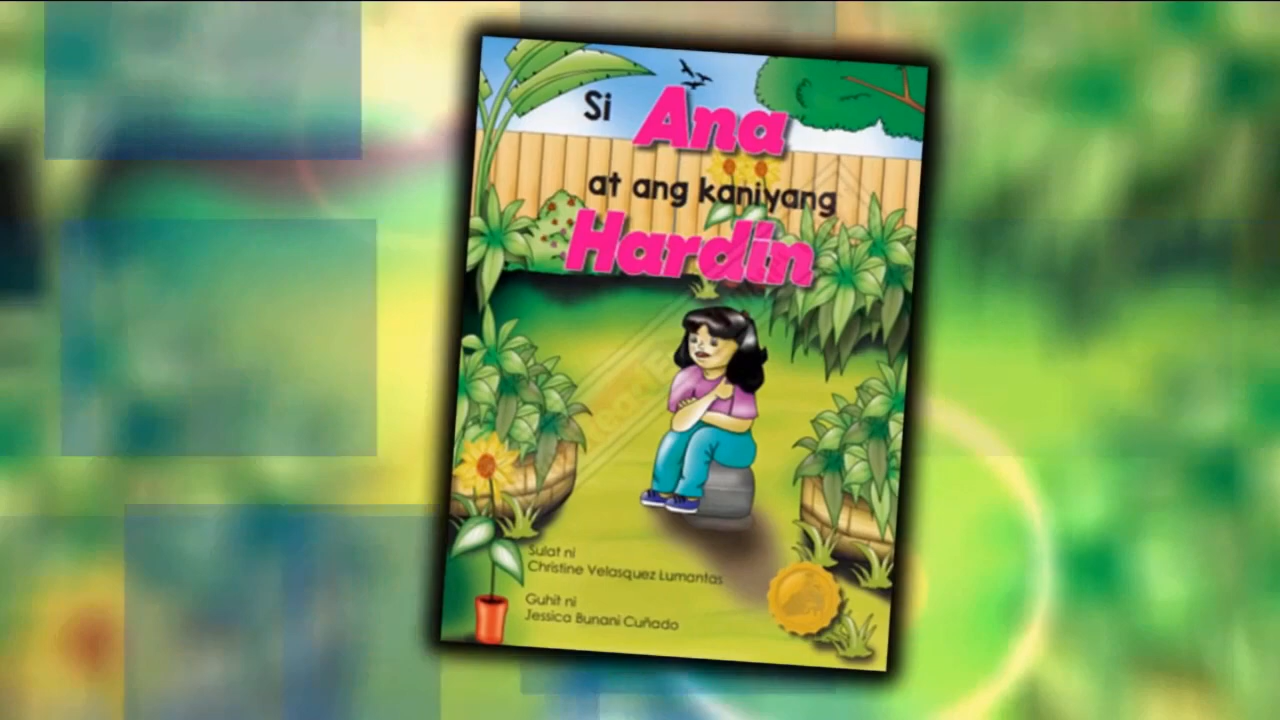 Si Ana
at ang kaniyang
Hardin
Sulat ni
Christine Velasquez Lumantas
Guhit ni
Jessica Bunani Cuñado